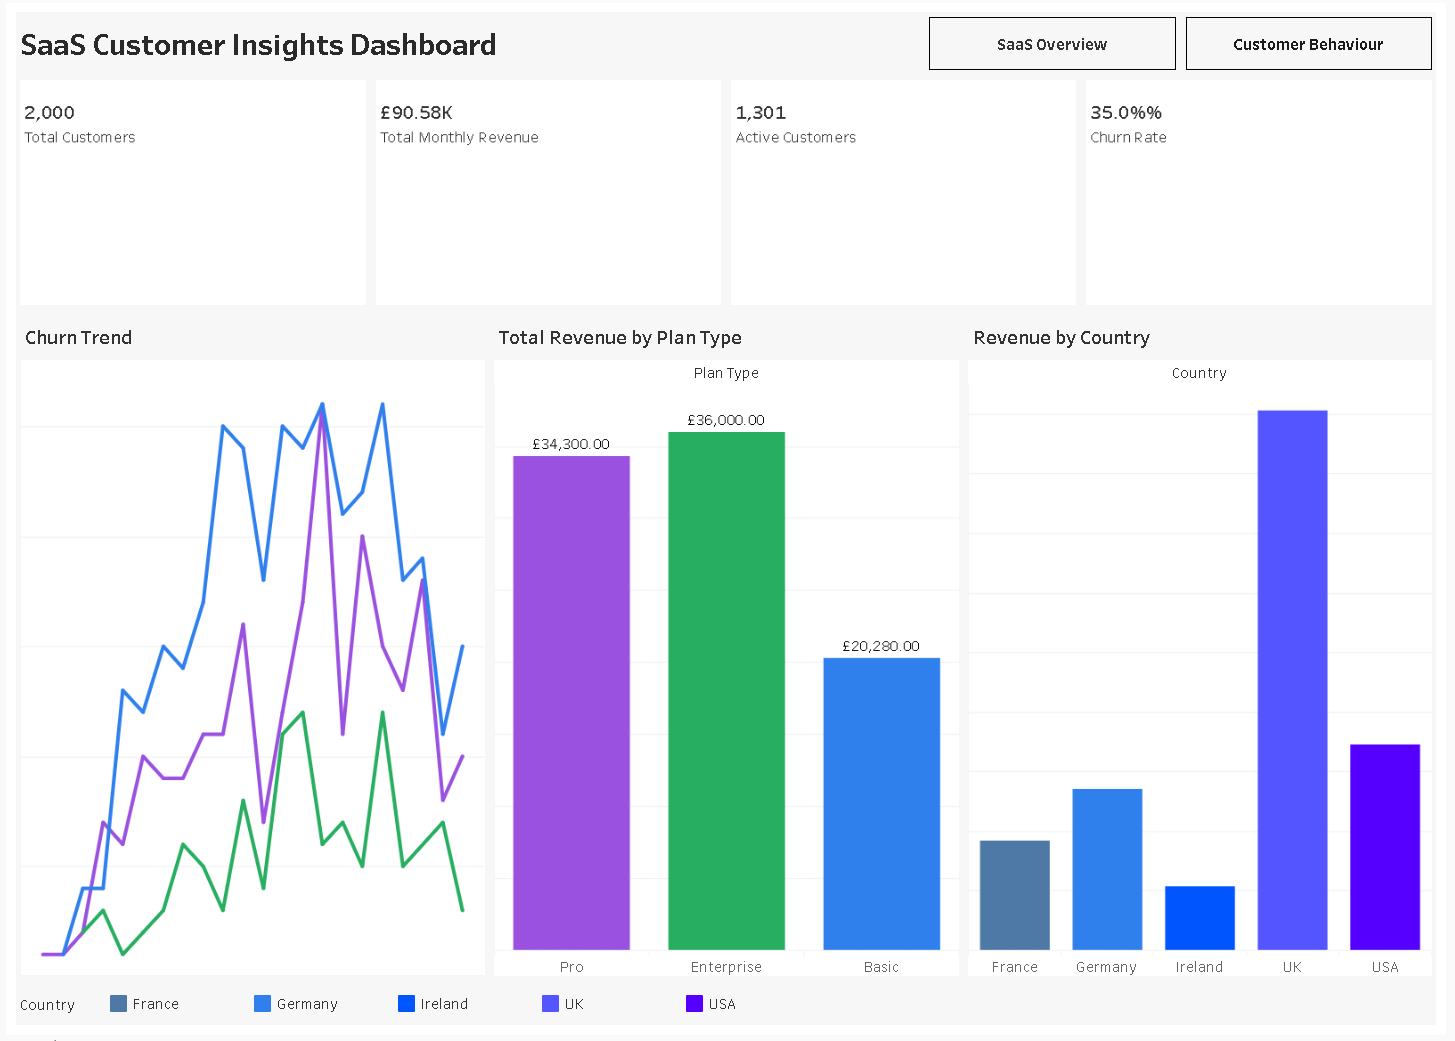 SaaS Customer Insights Dashboard
SaaS Overview
Customer Behaviour
2,000
Total Customers
£90.58K
Total Monthly Revenue
1,301
Active Customers
35.0%%
Churn Rate
Churn Trend
Total Revenue by Plan Type
Plan Type
£34,300.00
£36,000.00
£20,280.00
Pro
Enterprise
Basic
Revenue by Country
Country
France
Germany
Ireland
UK
USA
Country
France
Germany
Ireland
UK
USA